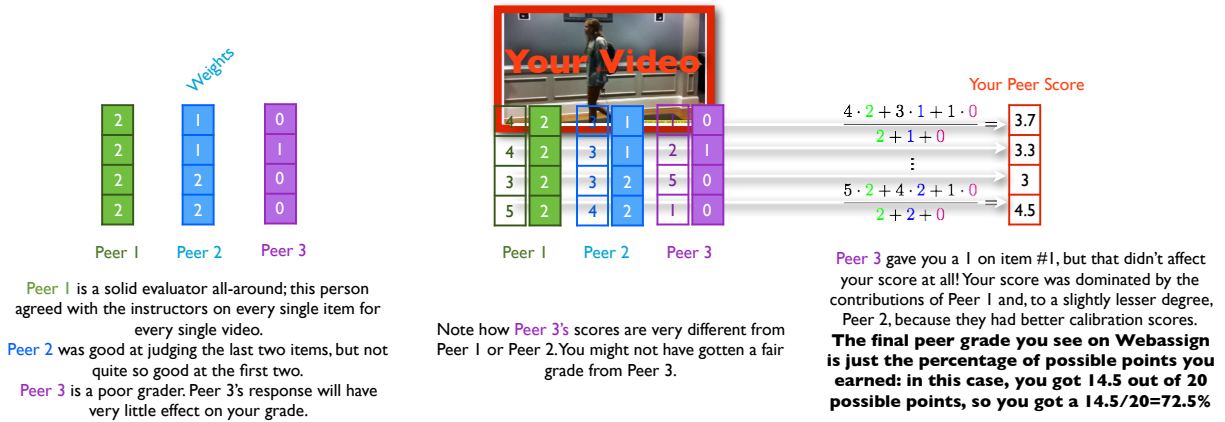 Weights
2 1 0
2 1 1
2 2 0
2 2 0
Peer 1 Peer 2 Peer 3
Peer 1 is a solid evaluator all-around; this person
agreed with the instructors on every single item for
every single video.
Peer 2 was good at judging the last two items, but not
quite so good at the first two.
Peer 3 is a poor grader. Peer 3's response will have
very little effect on your grade.
Your Video
4 2 3 1 1 0
4 2 3 1 2 1
3 2 3 2 5 0
5 2 4 2 1 0
Peer 1 Peer 2 Peer 3
Note how Peer 3's scores are very different from
Peer 1 or Peer 2. You might not have gotten a fair
grade from Peer 3.
Your Peer Score
4 · 2 + 3 · 1 + 1 · 0
2 + 1 + 0
= 3.7
3.3
⋮
3
5 · 2 + 4 · 2 + 1 · 0
2 + 2 + 0
= 4.5
Peer 3 gave you a 1 on item #1, but that didn't affect
your score at all! Your score was dominated by the
contributions of Peer 1 and, to a slightly lesser degree,
Peer 2, because they had better calibration scores.
The final peer grade you see on Webassign
is just the percentage of possible points you
earned: in this case, you got 14.5 out of 20
possible points, so you got a 14.5/20=72.5%